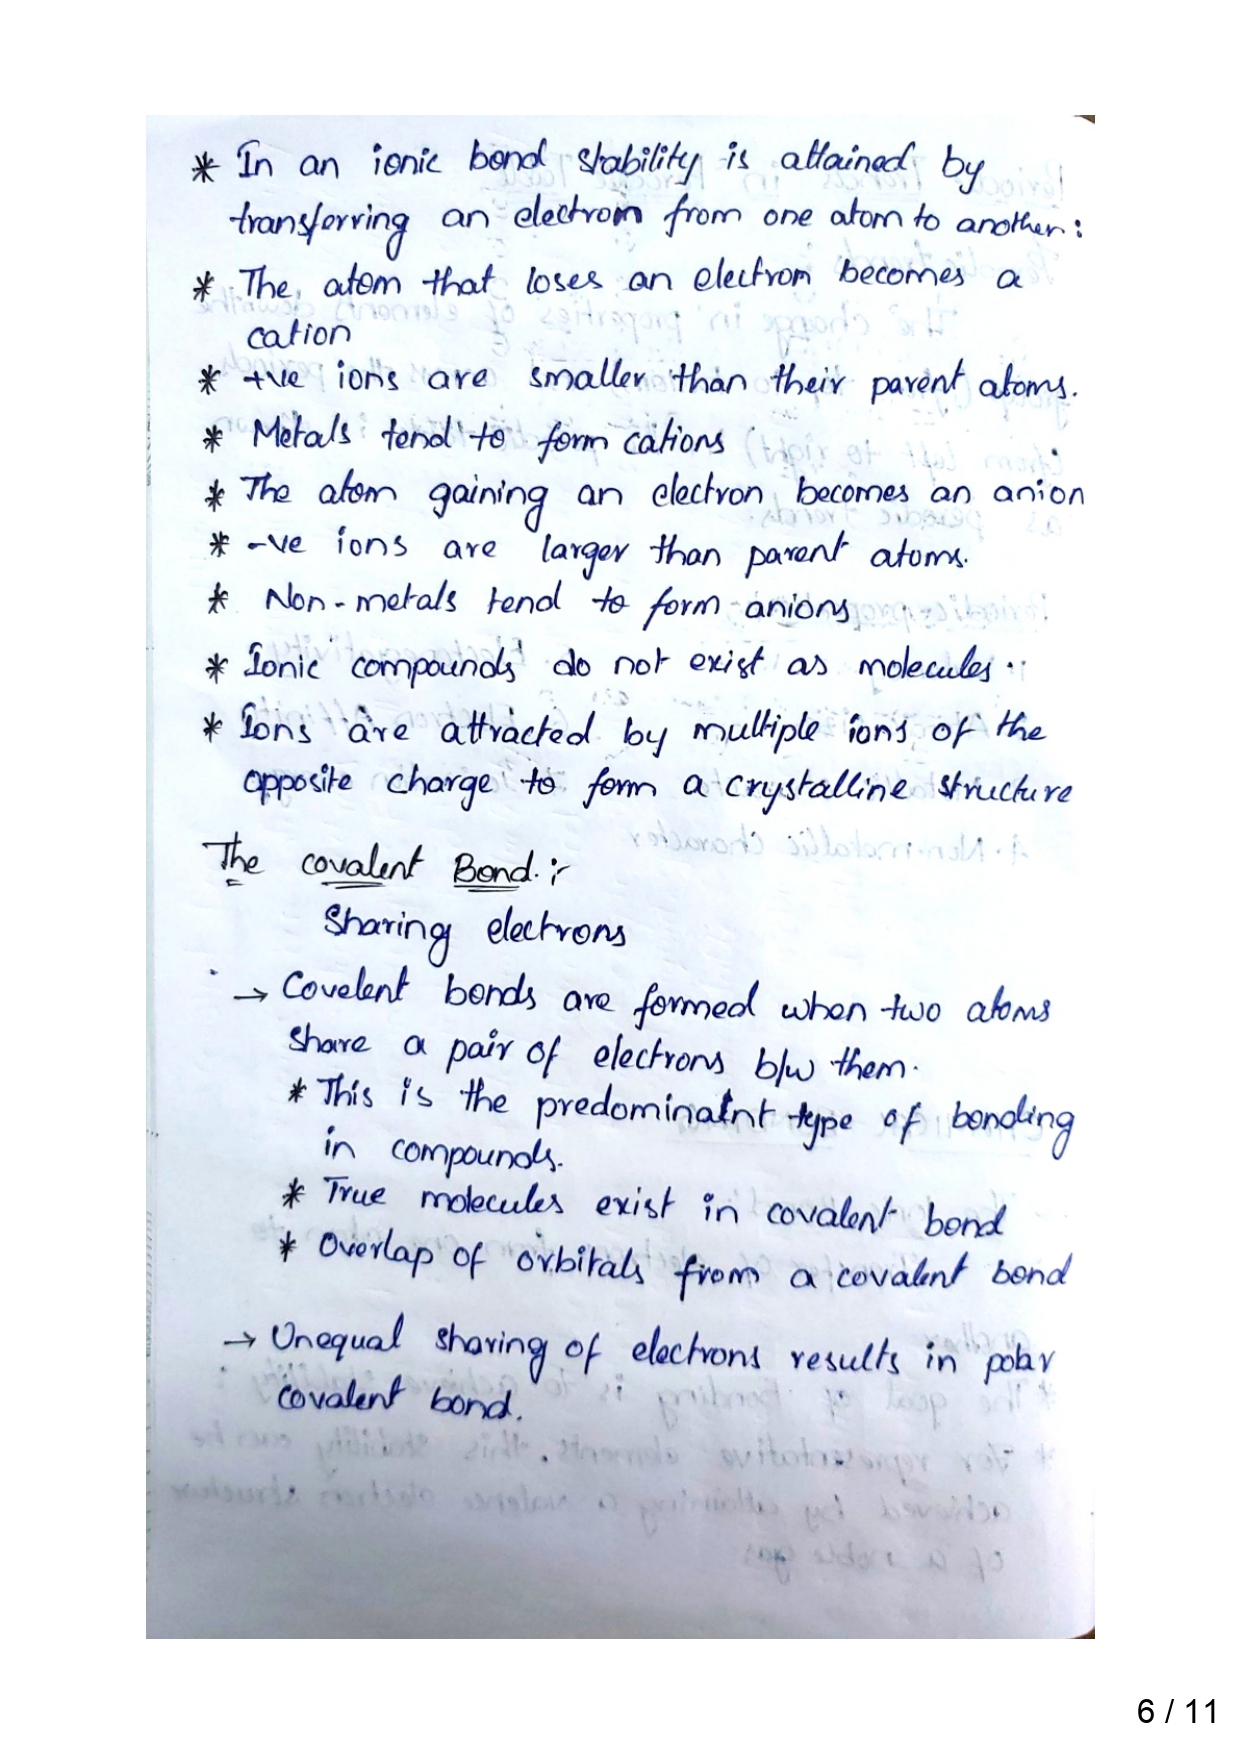 * In an ionic bond stability is attained by
transferring an electron from one atom to another:
* The atom that loses an electron becomes a
cation
* +ve ions are smaller than their parent atoms.
* Metals tend to form cations
* The atom gaining an electron becomes an anion
* -ve ions are larger than parent atoms.
* Non-metals tend to form anions
* Ionic compounds do not exist as molecules.
* Ions are attracted by multiple ions of the
opposite charge to form a crystalline structure
The covalent Bond :-
Sharing electrons
→ Covelent bonds are formed when two atoms
share a pair of electrons b/w them.
* This is the predominatnt type of bonding
in compounds.
* True molecules exist in covalent bond
* Overlap of orbitals from a covalent bond
→ Unequal sharing of electrons results in polar
covalent bond.
6 / 11